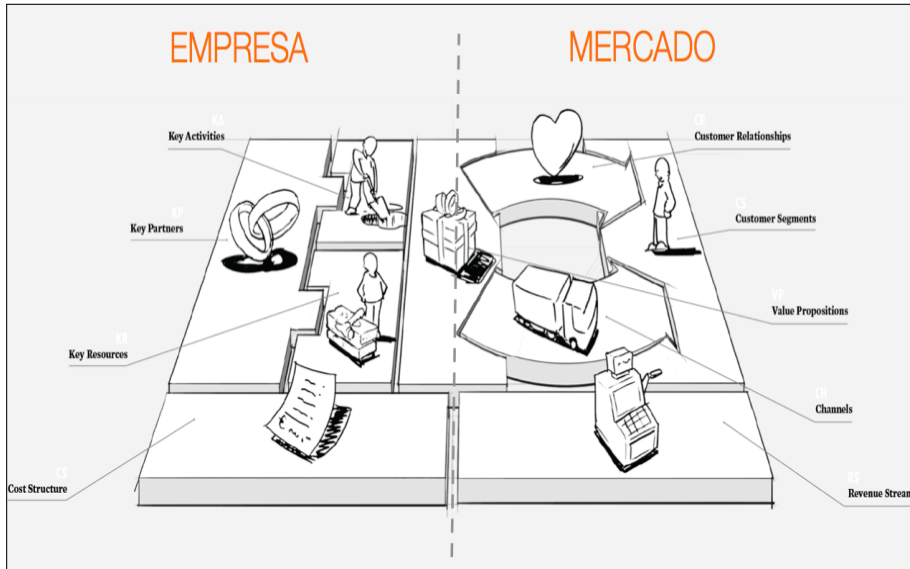 EMPRESA
MERCADO
KA
Key Activities
CR
Customer Relationships
KP
Key Partners
CS
Customer Segments
VP
Value Propositions
KR
Key Resources
CH
Channels
CS
Cost Structure
RS
Revenue Strean